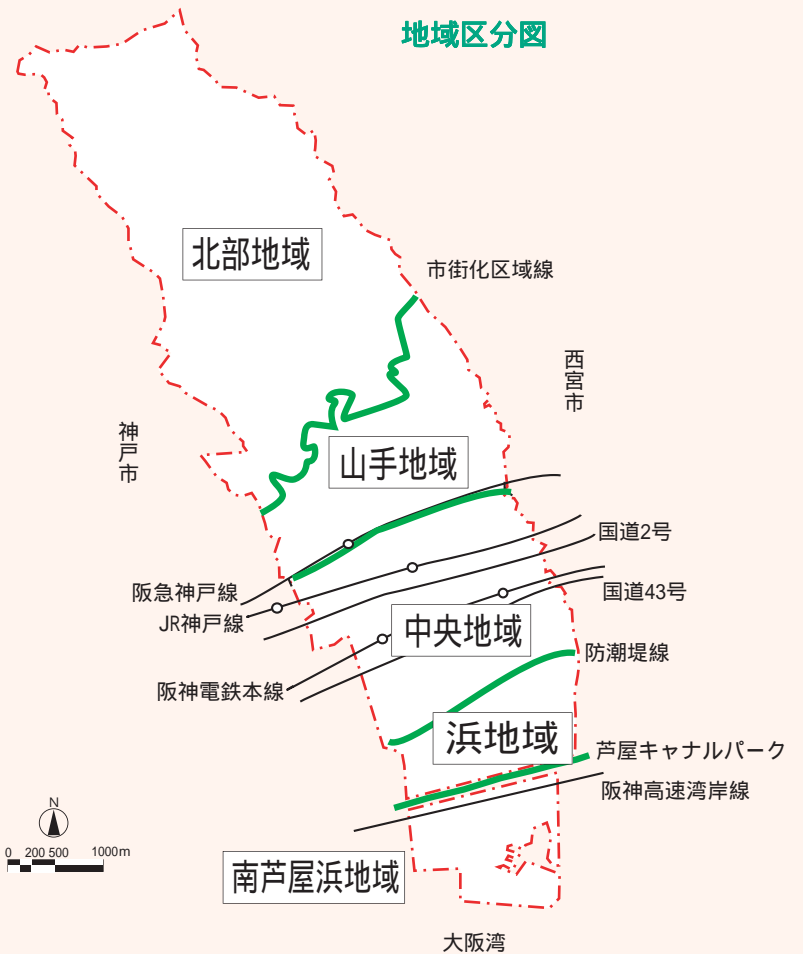 地域区分図
北部地域
市街化区域線
西宮市
神戸市
山手地域
国道2号
阪急神戸線
国道43号
JR神戸線
中央地域
防潮堤線
阪神電鉄本線
浜地域
芦屋キャナルパーク
阪神高速湾岸線
N
0 200 500 1000m
南芦屋浜地域
大阪湾